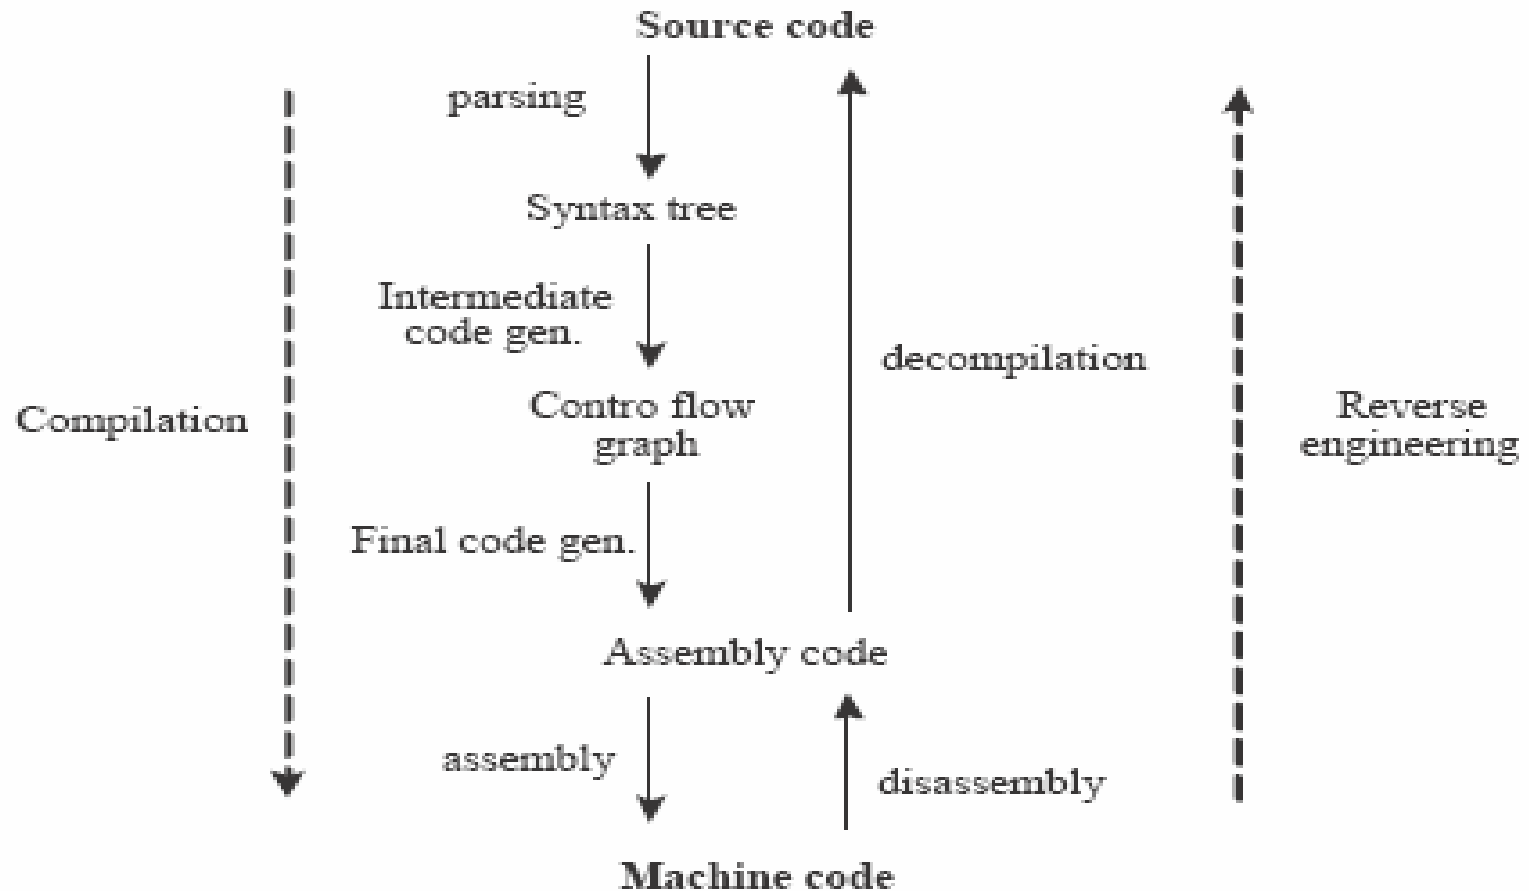 Source code
parsing
Syntax tree
Intermediate
code gen.
decompilation
Contro flow
graph
Compilation
Reverse
engineering
Final code gen.
Assembly code
assembly
disassembly
Machine code